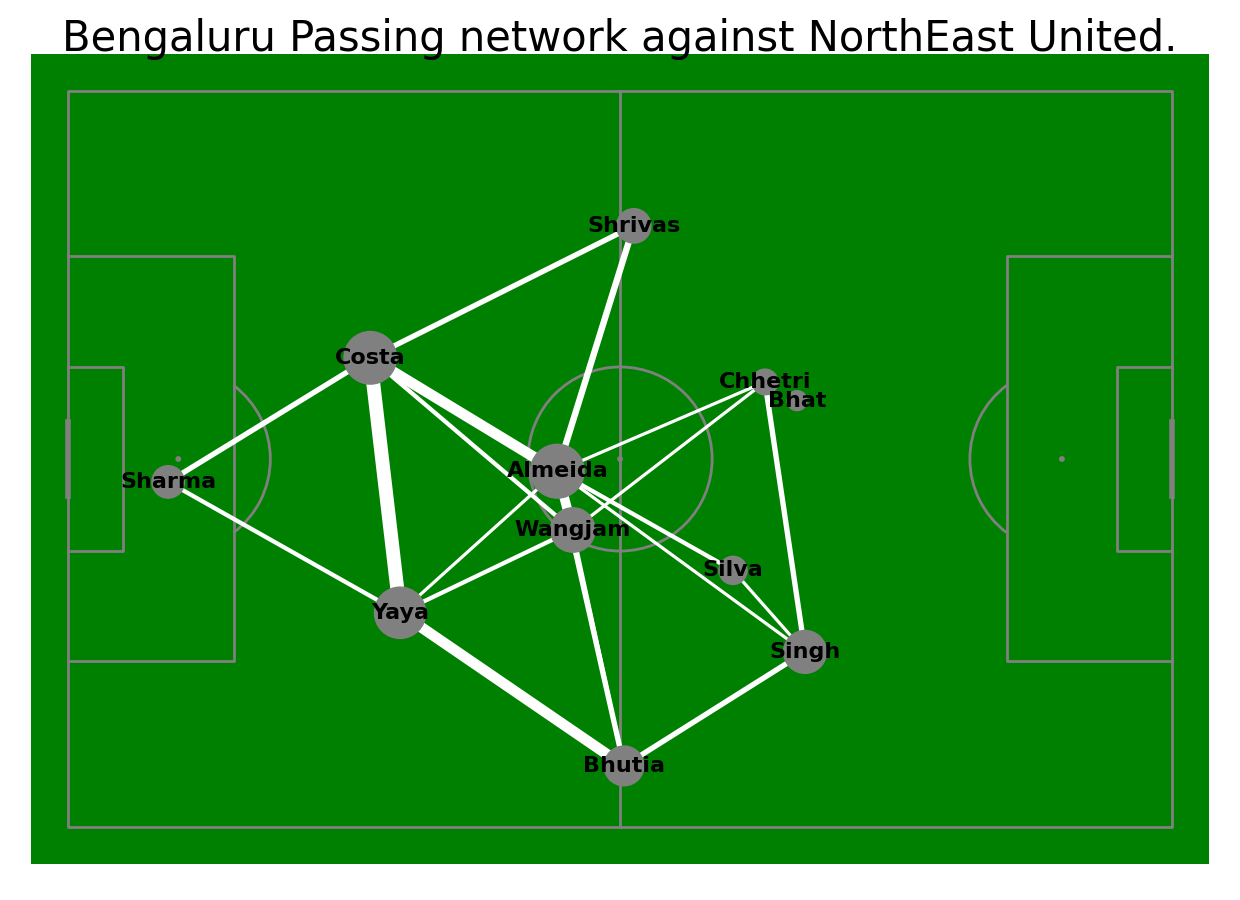 Bengaluru Passing network against NorthEast United.
Shrivas
Costa
Chhetri
Bhat
Almeida
Sharma
Wangjam
Silva
Yaya
Singh
Bhutia